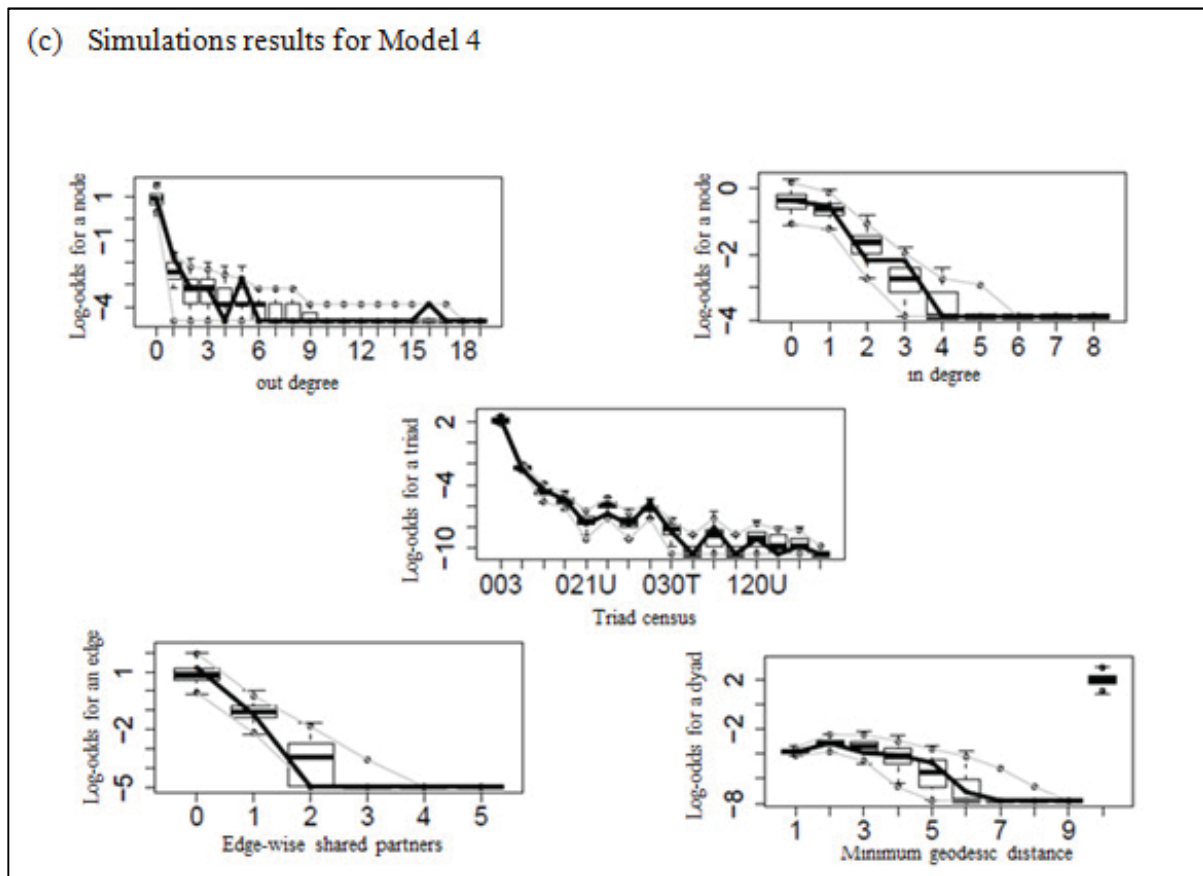 (c) Simulations results for Model 4
Log-odds for a node
1
−1
−4
0 3 6 9 12 15 18
out degree
Log-odds for a node
0
−2
−4
0 1 2 3 4 5 6 7 8
in degree
Log-odds for a triad
2
−4
−10
003 021U 030T 120U
Triad census
Log-odds for an edge
1
−2
−5
0 1 2 3 4 5
Edge-wise shared partners
Log-odds for a dyad
2
−2
−8
1 3 5 7 9
Minimum geodesic distance